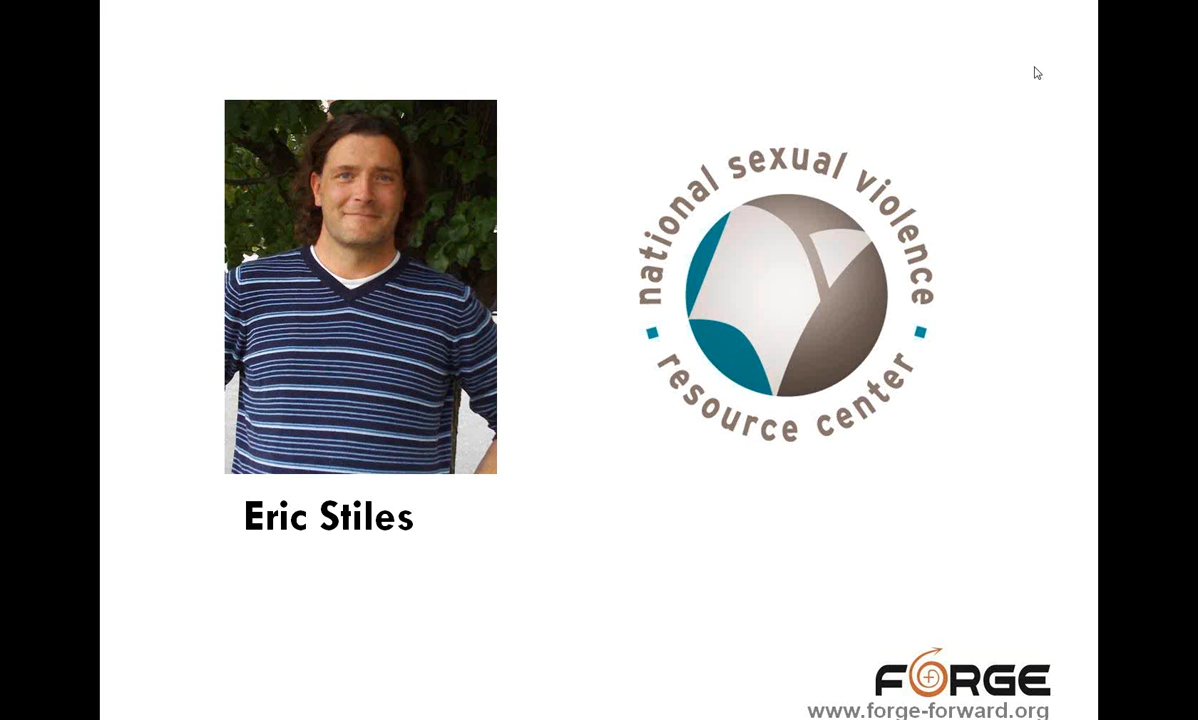 national sexual violence
resource center
Eric Stiles
FORGE
www.forge-forward.org